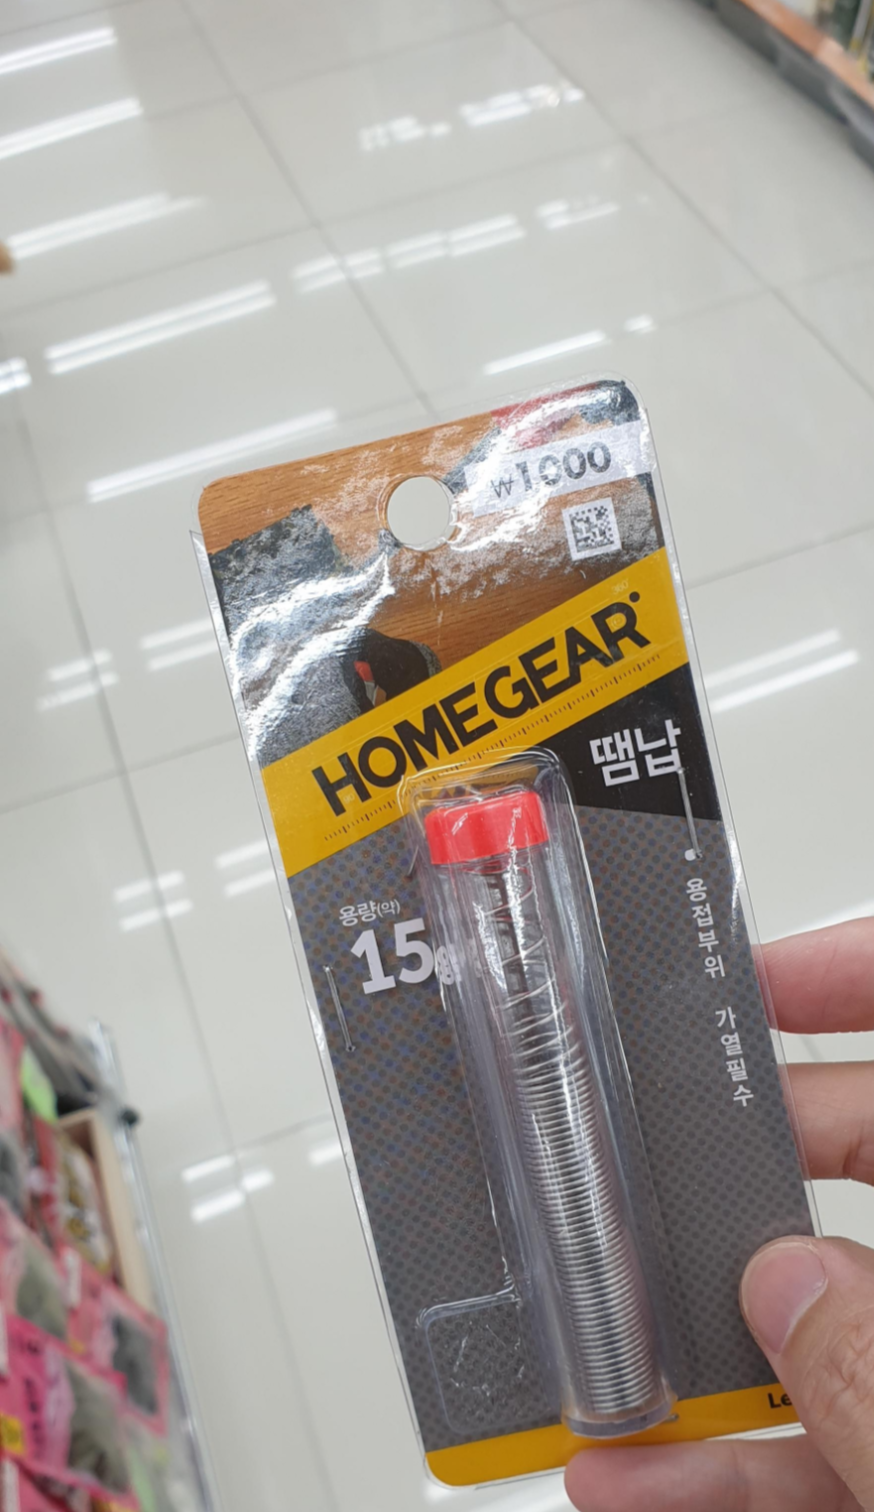 ₩1000
HOMEGEAR
땜납
용량(약)
15g
용접부위 가열필수